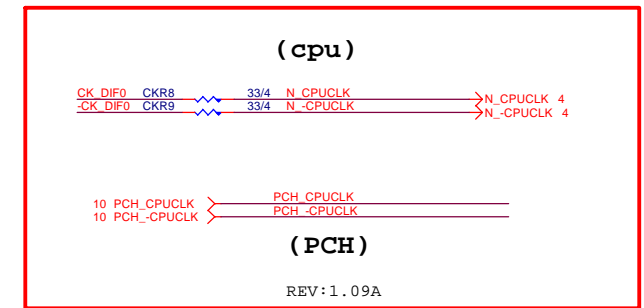 (cpu)
CK_DIF0 CKR8 33/4 N_CPUCLK N_CPUCLK 4
-CK_DIF0 CKR9 33/4 N_-CPUCLK N_-CPUCLK 4
10 PCH_CPUCLK PCH_CPUCLK
10 PCH_-CPUCLK PCH_-CPUCLK
(PCH)
REV:1.09A